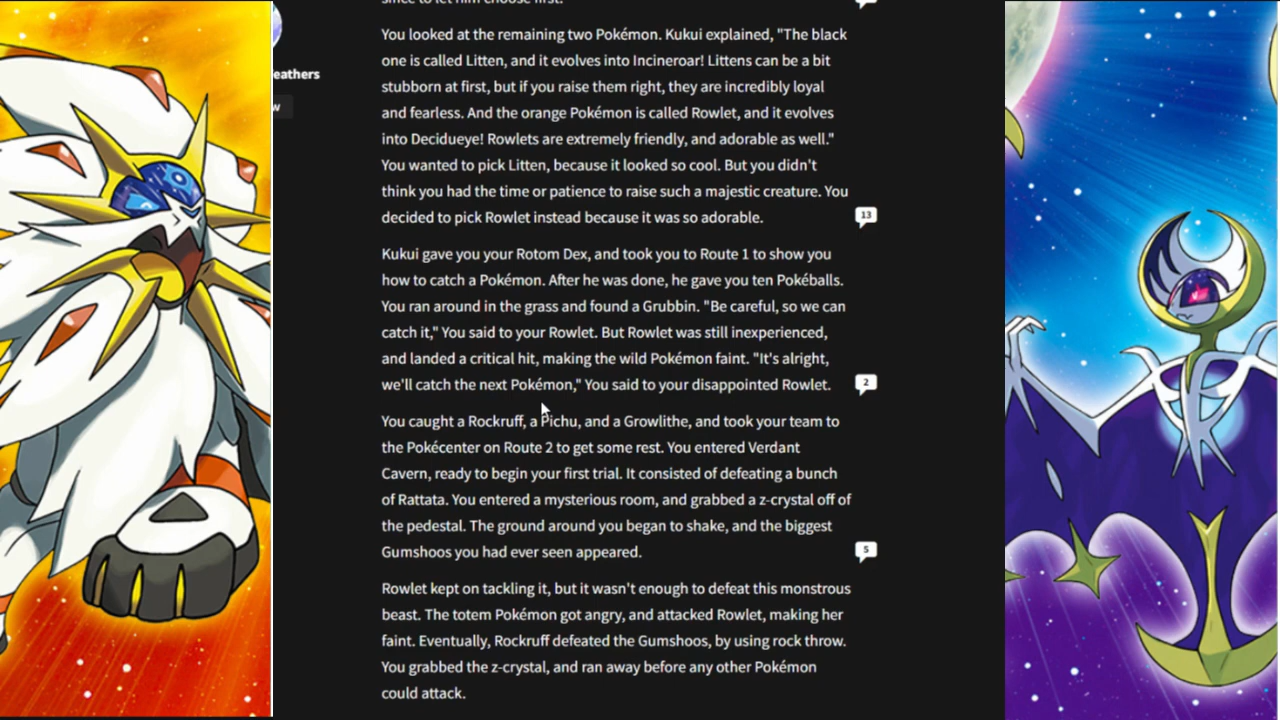 since to let him choose first.
eathers
w
You looked at the remaining two Pokémon. Kukui explained, "The black
one is called Litten, and it evolves into Incineroar! Littens can be a bit
stubborn at first, but if you raise them right, they are incredibly loyal
and fearless. And the orange Pokémon is called Rowlet, and it evolves
into Decidueye! Rowlets are extremely friendly, and adorable as well."
You wanted to pick Litten, because it looked so cool. But you didn't
think you had the time or patience to raise such a majestic creature. You
decided to pick Rowlet instead because it was so adorable.
13
Kukui gave you your Rotom Dex, and took you to Route 1 to show you
how to catch a Pokémon. After he was done, he gave you ten Pokéballs.
You ran around in the grass and found a Grubbin. "Be careful, so we can
catch it," You said to your Rowlet. But Rowlet was still inexperienced,
and landed a critical hit, making the wild Pokémon faint. "It's alright,
we'll catch the next Pokémon," You said to your disappointed Rowlet.
2
You caught a Rockruff, a Pichu, and a Growlithe, and took your team to
the Pokécenter on Route 2 to get some rest. You entered Verdant
Cavern, ready to begin your first trial. It consisted of defeating a bunch
of Rattata. You entered a mysterious room, and grabbed a z-crystal off of
the pedestal. The ground around you began to shake, and the biggest
Gumshoos you had ever seen appeared.
5
Rowlet kept on tackling it, but it wasn't enough to defeat this monstrous
beast. The totem Pokémon got angry, and attacked Rowlet, making her
faint. Eventually, Rockruff defeated the Gumshoos, by using rock throw.
You grabbed the z-crystal, and ran away before any other Pokémon
could attack.